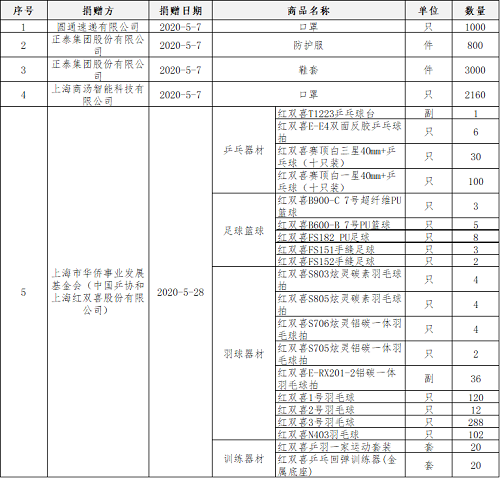 序号 捐赠方 捐赠日期 商品名称 单位 数量
1 圆通速递有限公司 2020-5-7 口罩 只 1000
2 正泰集团股份有限公司 2020-5-7 防护服 件 800
3 正泰集团股份有限公司 2020-5-7 鞋套 件 3000
4 上海商汤智能科技有限公司 2020-5-7 口罩 只 2160
5 上海市华侨事业发展基金会（中国乒协和上海红双喜股份有限公司） 2020-5-28
乒乓器材
红双喜T1223乒乓球台 副 1
红双喜E-E4双面反胶乒乓球拍 只 6
红双喜赛顶白三星40mm+乒乓球（十只装） 只 30
红双喜赛顶白一星40mm+乒乓球（十只装） 只 100
足球篮球
红双喜B900-C 7号超纤维PU篮球 只 3
红双喜B600-B 7号PU篮球 只 5
红双喜FS182 PU足球 只 8
红双喜FS151手缝足球 只 3
红双喜FS152手缝足球 只 2
羽球器材
红双喜S803炫灵碳素羽毛球拍 只 4
红双喜S805炫灵碳素羽毛球拍 只 4
红双喜S706炫灵铝碳一体羽毛球拍 只 4
红双喜S705炫灵铝碳一体羽毛球拍 只 2
红双喜E-RX201-2铝碳一体羽毛球拍 副 36
红双喜1号羽毛球 只 120
红双喜2号羽毛球 只 12
红双喜3号羽毛球 只 288
红双喜N403羽毛球 只 102
训练器材
红双喜乒羽一家运动套装 套 20
红双喜乒乓回弹训练器(金属底座) 套 20